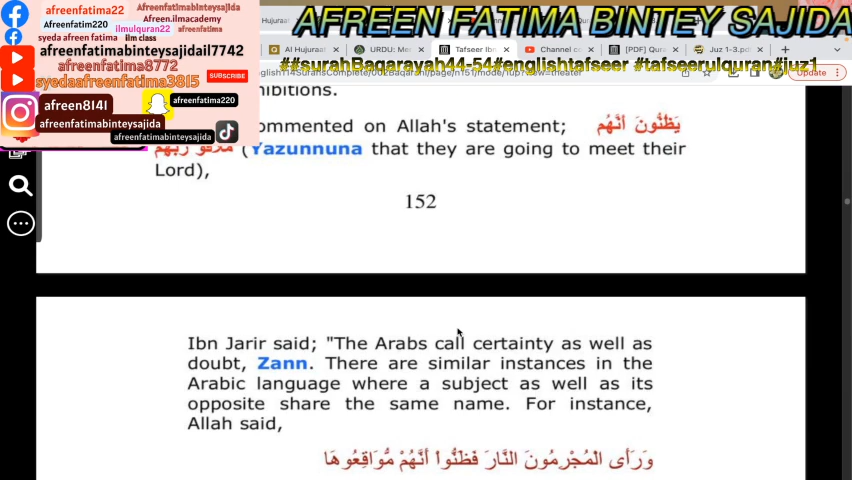 afreenfatima22
Afreenfatimabinteysajida
Afreen.ilmacademy
Afreenfatimabinteysajida
ilmulquran22
afreenfatima
syeda afreen fatima
ilm class
afreenfatimabinteysajidail7742
afreenfatima8772
syedaafreenfatima3815
SUBSCRIBE
afreen8141
afreenfatima220
afreenfatimabinteysajida
afreenfatimabinteysajida
AFREEN FATIMA BINTEY SAJIDA
Al Hujuraat
URDU: Me
Tafseer Ibn
Channel co
[PDF] Qura
Juz 1-3.pd
##surahBaqarayah44-54#englishtafseer #tafseerulquran#juz1
Update
hibitions.
ommented on Allah's statement; يَظُنُّونَ أَنَّهُم
مُّلَاقُو رَبِّهِمْ (Yazunnuna that they are going to meet their
Lord),
152
Ibn Jarir said; "The Arabs call certainty as well as
doubt, Zann. There are similar instances in the
Arabic language where a subject as well as its
opposite share the same name. For instance,
Allah said,
وَرَأَى الْمُجْرِمُونَ النَّارَ فَظَنُّواْ أَنَّهُمْ مُّوَاقِعُوهَا